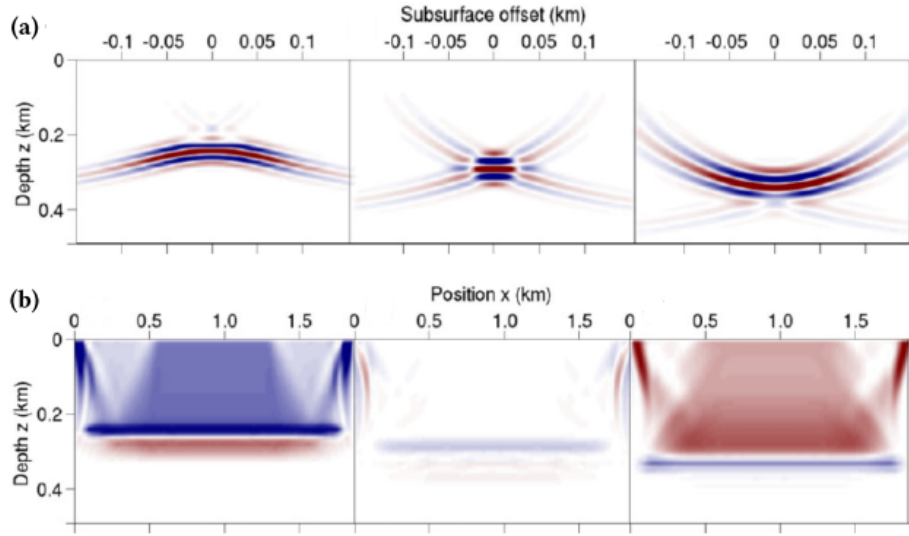 (a)
Subsurface offset (km)
-0.1 -0.05 0 0.05 0.1 -0.1 -0.05 0 0.05 0.1 -0.1 -0.05 0 0.05 0.1
0
0.2
0.4
Depth z (km)
(b)
Position x (km)
0 0.5 1.0 1.5 0 0.5 1.0 1.5 0 0.5 1.0 1.5
0
0.2
0.4
Depth z (km)